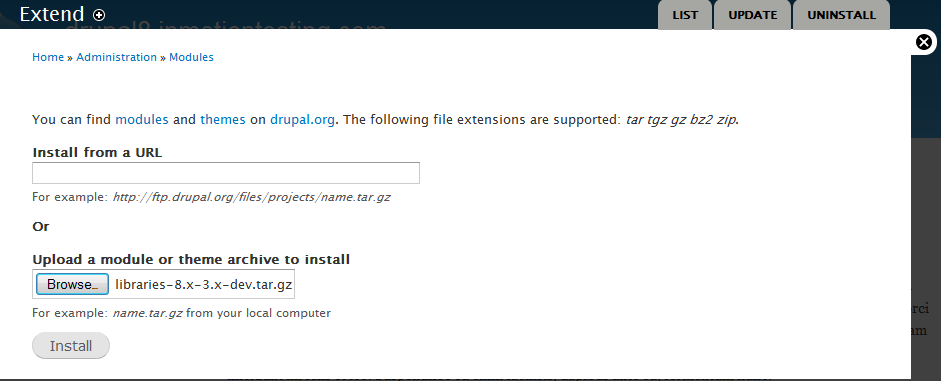 Extend
LIST UPDATE UNINSTALL
Home » Administration » Modules
You can find modules and themes on drupal.org. The following file extensions are supported: tar tgz gz bz2 zip.
Install from a URL
For example: http://ftp.drupal.org/files/projects/name.tar.gz
Or
Upload a module or theme archive to install
Browse… libraries-8.x-3.x-dev.tar.gz
For example: name.tar.gz from your local computer
Install
rci
am